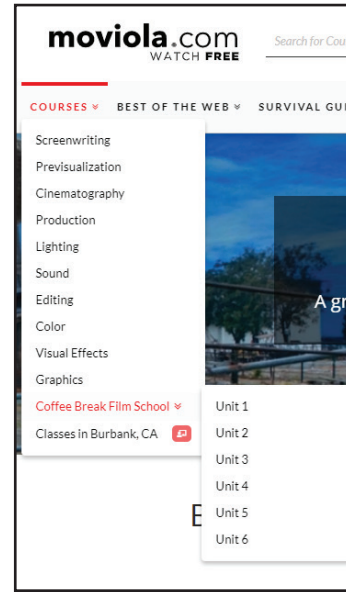 moviola.com
WATCH FREE
Search for Cou
COURSES BEST OF THE WEB SURVIVAL GUI
Screenwriting
Previsualization
Cinematography
Production
Lighting
Sound
Editing
Color
Visual Effects
Graphics
Coffee Break Film School
Classes in Burbank, CA
A gr
Unit 1
Unit 2
Unit 3
Unit 4
Unit 5
Unit 6